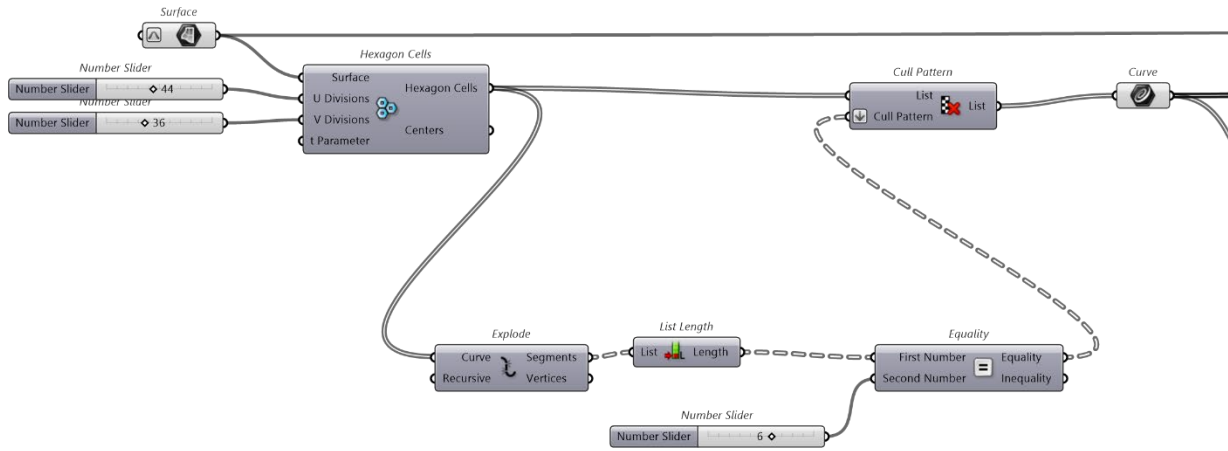 Surface
Number Slider
Number Slider 44
Number Slider
Number Slider 36
Hexagon Cells
Surface
U Divisions
V Divisions
t Parameter
Hexagon Cells
Centers
Cull Pattern
List
Cull Pattern
List
Curve
Explode
Curve
Recursive
Segments
Vertices
List Length
List
L
Length
Equality
First Number
Second Number
=
Equality
Inequality
Number Slider
Number Slider 6